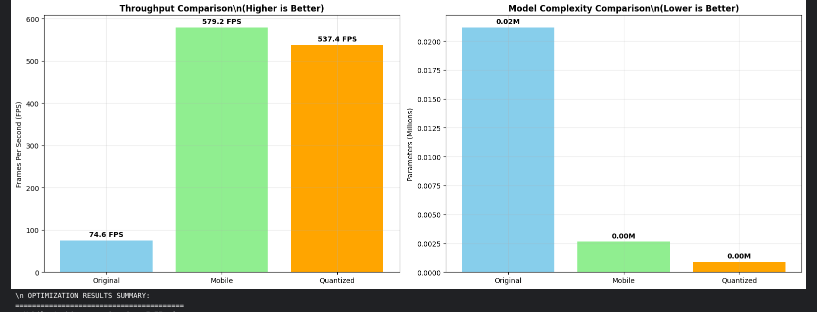 Throughput Comparison\n(Higher is Better)
Frames Per Second (FPS)
600
500
400
300
200
100
0
74.6 FPS
579.2 FPS
537.4 FPS
Original
Mobile
Quantized
Model Complexity Comparison\n(Lower is Better)
Parameters (Millions)
0.0200
0.0175
0.0150
0.0125
0.0100
0.0075
0.0050
0.0025
0.0000
0.02M
0.00M
0.00M
Original
Mobile
Quantized
\n OPTIMIZATION RESULTS SUMMARY:
========================================